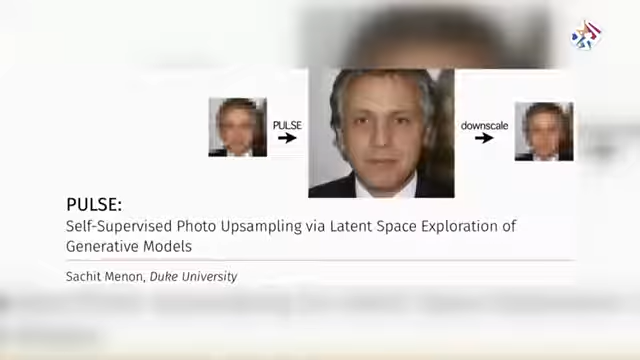 PULSE
downscale
PULSE:
Self-Supervised Photo Upsampling via Latent Space Exploration of
Generative Models
Sachit Menon, Duke University